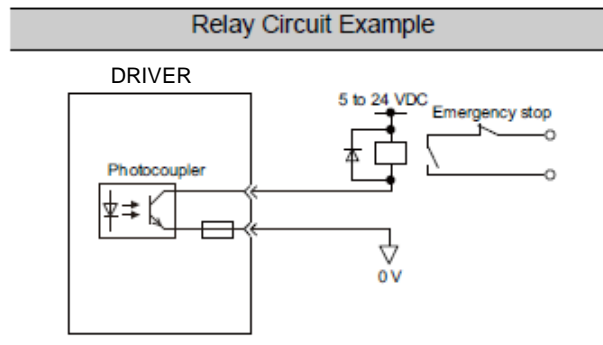 Relay Circuit Example
DRIVER
5 to 24 VDC
Emergency stop
Photocoupler
0 V